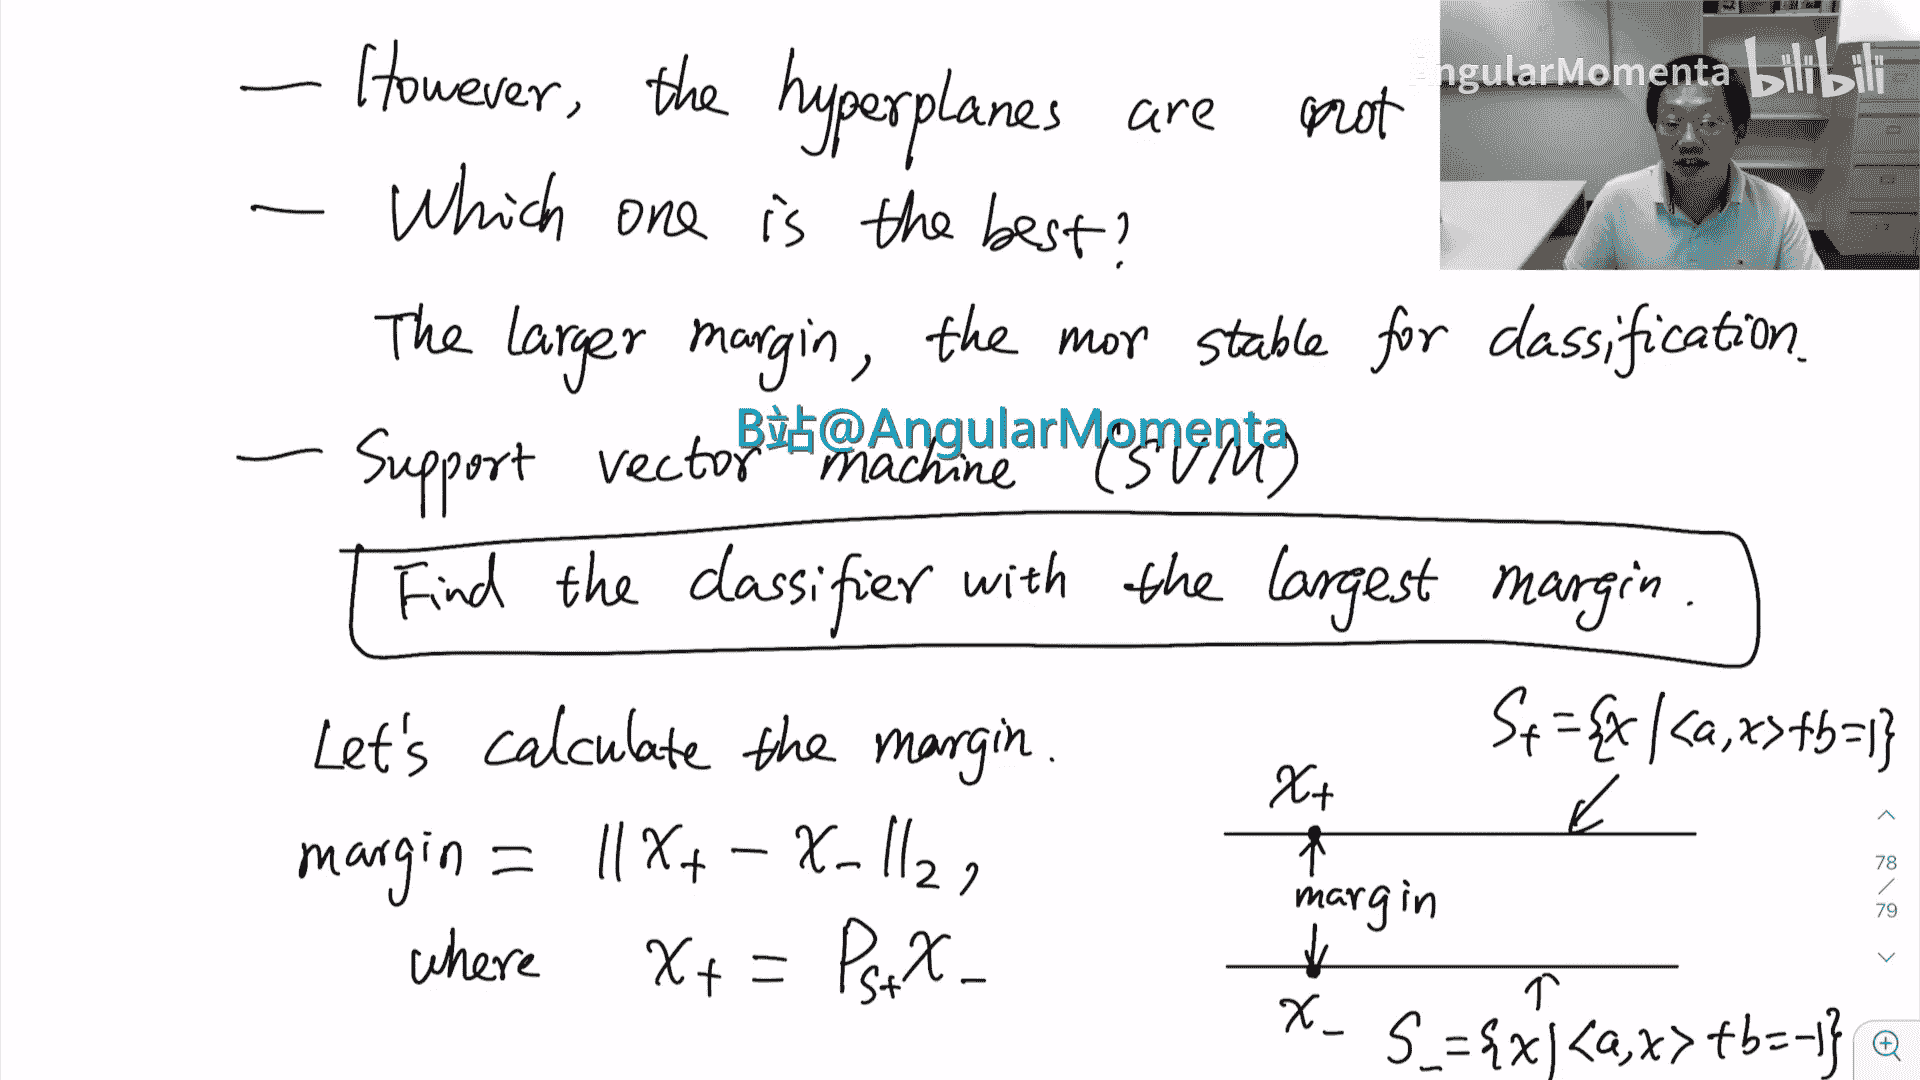 — However, the hyperplanes are not
ngularMomenta bilibili
— Which one is the best?
The larger margin, the mor stable for classification.
B站@AngularMomenta
— Support vector machine (SVM)
Find the classifier with the largest margin.
Let's calculate the margin.
margin = ||x₊ - x₋||₂,
where x₊ = P_{S₊}x₋
S₊ = {x|<a,x>+b=1}
x₊
margin
x₋
S₋ = {x|<a,x>+b=-1}
78
/
79